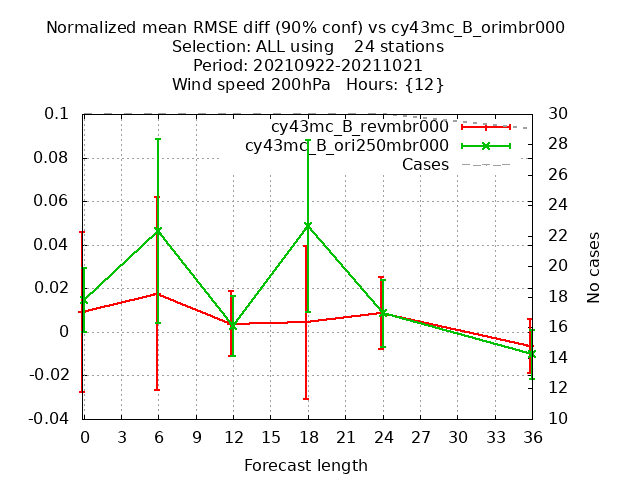 Normalized mean RMSE diff (90% conf) vs cy43mc_B_orimbr000
Selection: ALL using    24 stations
Period: 20210922-20211021
Wind speed 200hPa   Hours: {12}
cy43mc_B_revmbr000
cy43mc_B_ori250mbr000
Cases
0.1
0.08
0.06
0.04
0.02
0
-0.02
-0.04
30
28
26
24
22
20
18
16
14
12
10
No cases
0 3 6 9 12 15 18 21 24 27 30 33 36
Forecast length